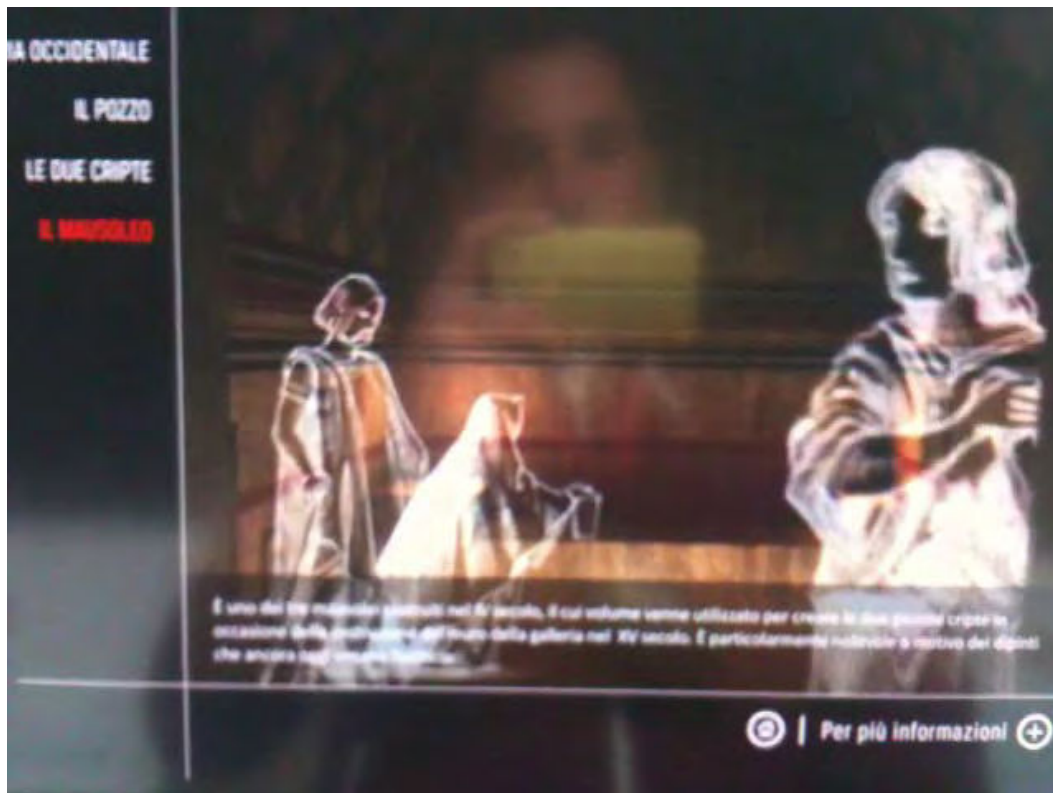 IA OCCIDENTALE
IL POZZO
LE DUE CRIPTE
IL MAUSOLEO
È uno dei tre mausolei costruiti nel IV secolo, il cui volume venne utilizzato per creare le due piccole cripte in
occasione della del muro della galleria nel XV secolo. È particolarmente notevole a motivo dei dipinti
che ancora
Per più informazioni